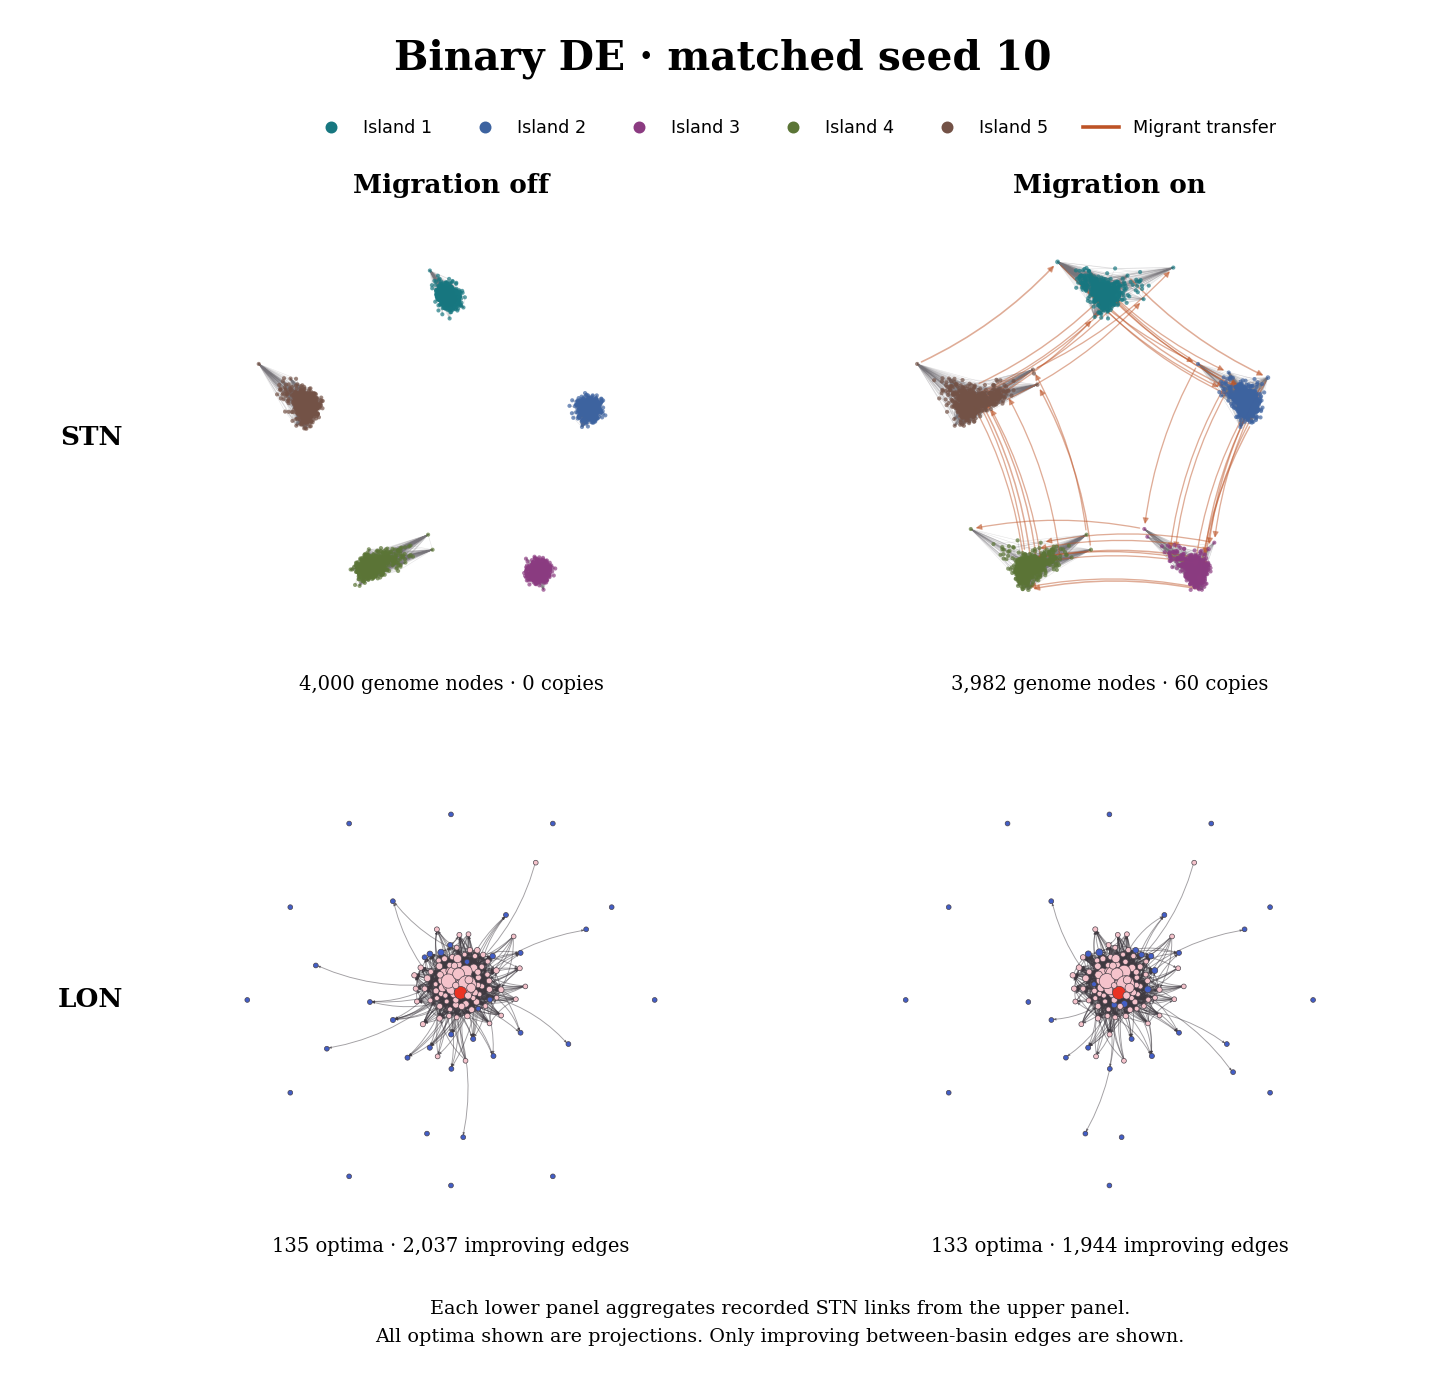 Binary DE · matched seed 10
Island 1 Island 2 Island 3 Island 4 Island 5 Migrant transfer
Migration off Migration on
STN
4,000 genome nodes · 0 copies 3,982 genome nodes · 60 copies
LON
135 optima · 2,037 improving edges 133 optima · 1,944 improving edges
Each lower panel aggregates recorded STN links from the upper panel.
All optima shown are projections. Only improving between-basin edges are shown.